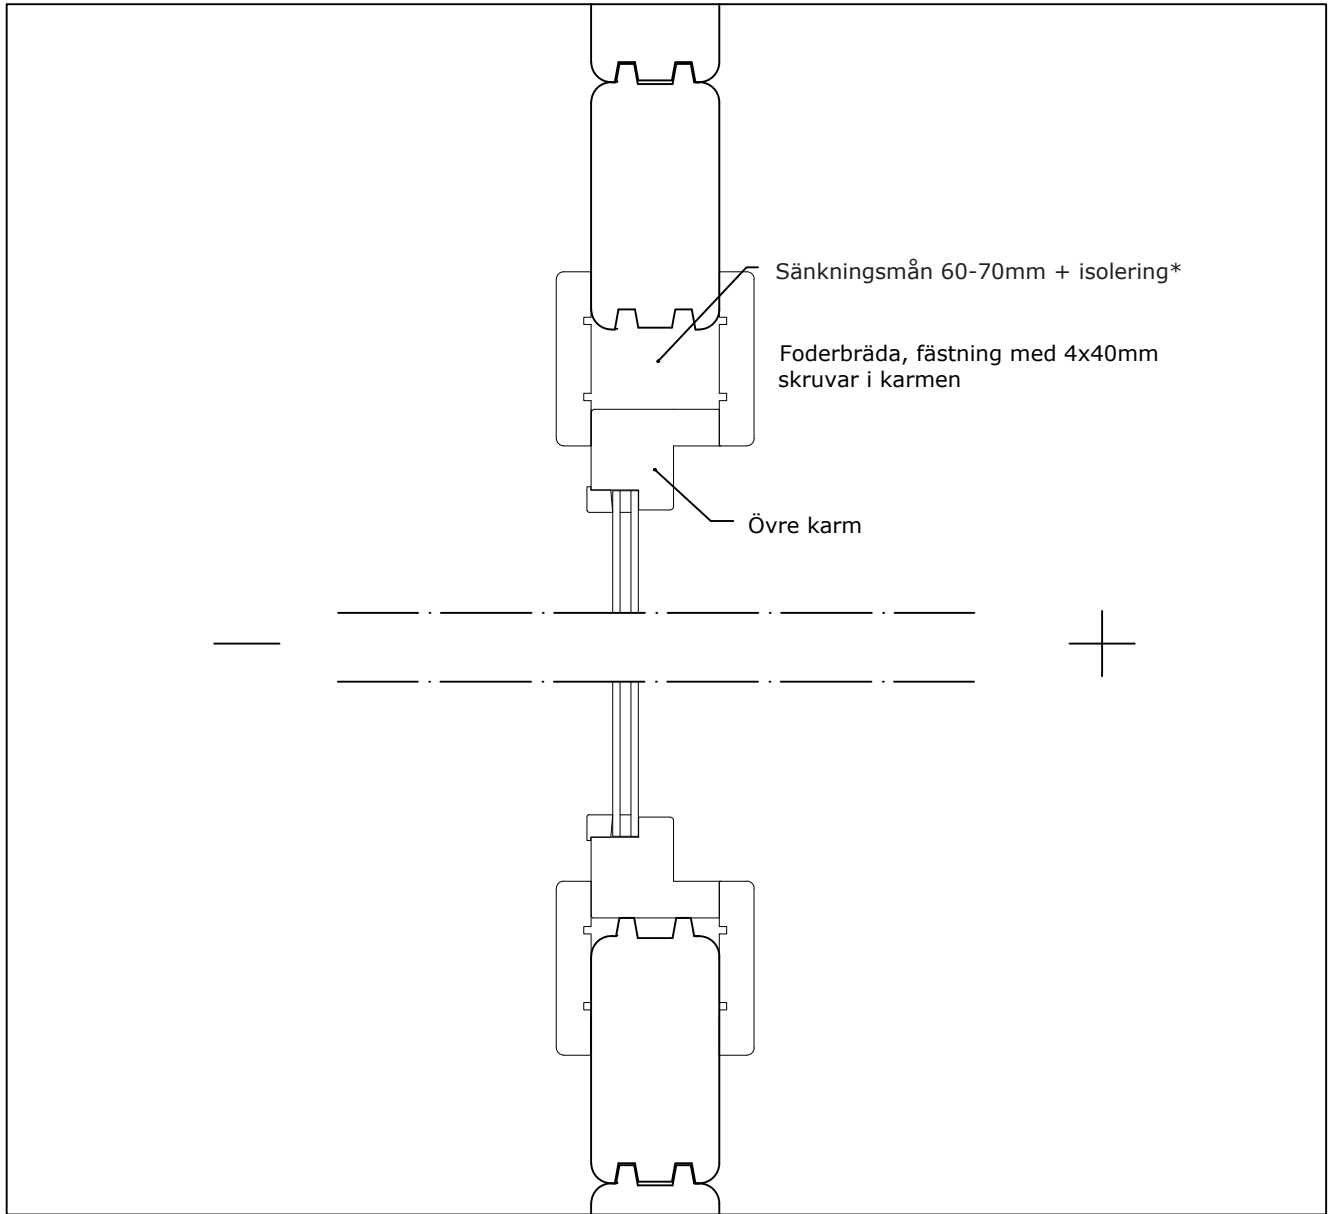 Sänkningsmån 60-70mm + isolering*
Foderbräda, fästning med 4x40mm
skruvar i karmen
Övre karm